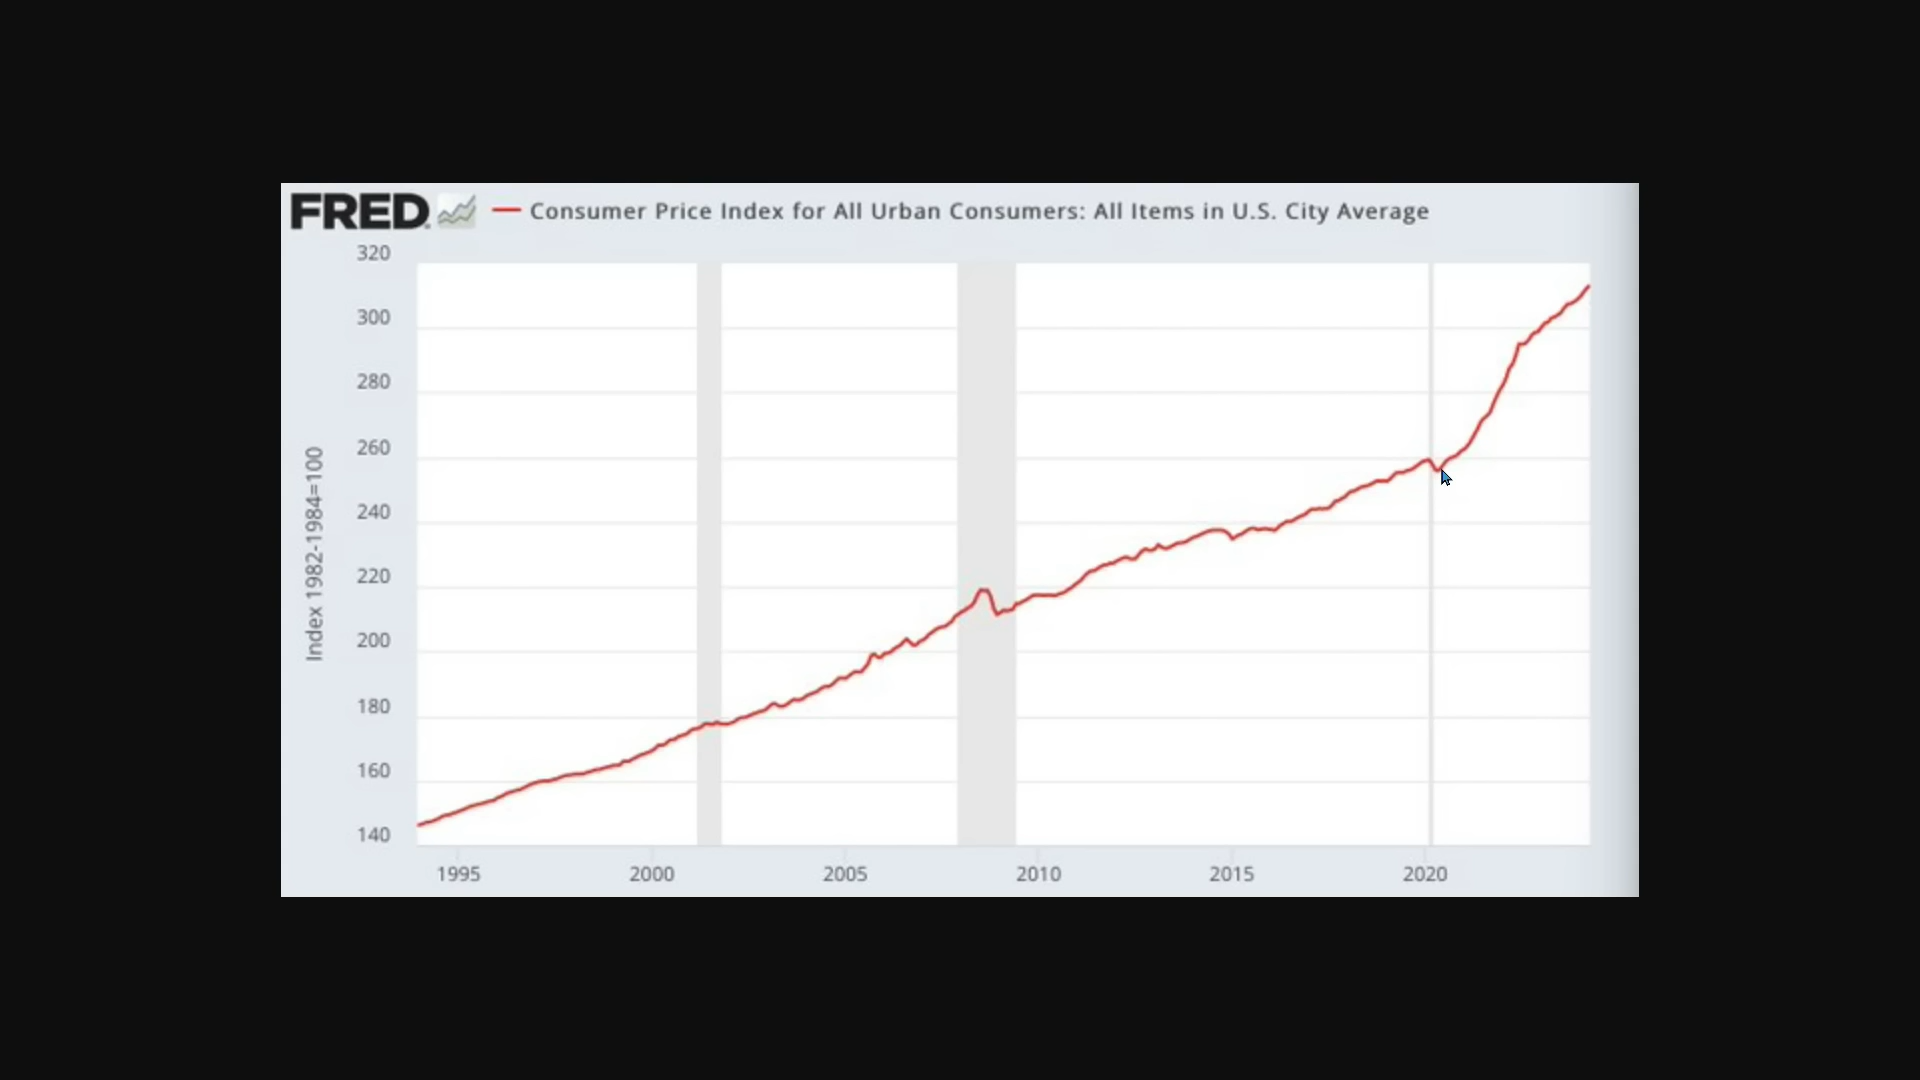 FRED
Consumer Price Index for All Urban Consumers: All Items in U.S. City Average
320
300
280
260
240
220
200
180
160
140
Index 1982-1984=100
1995 2000 2005 2010 2015 2020